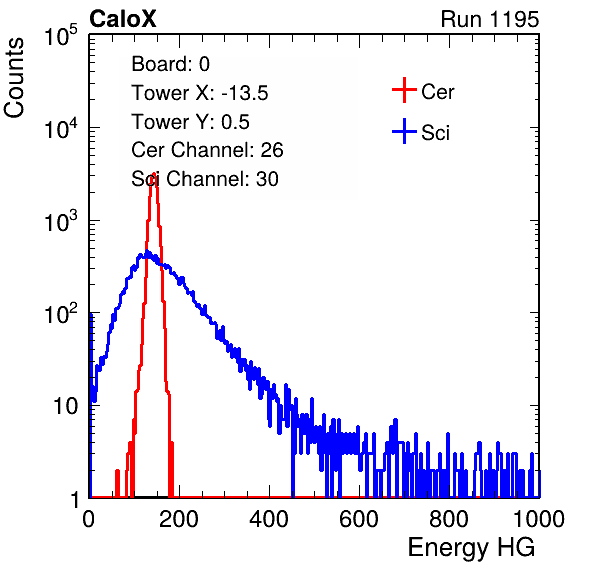 CaloX Run 1195
Counts
10^5
10^4
10^3
10^2
10
1
Board: 0
Tower X: -13.5
Tower Y: 0.5
Cer Channel: 26
Sci Channel: 30
Cer
Sci
0 200 400 600 800 1000
Energy HG